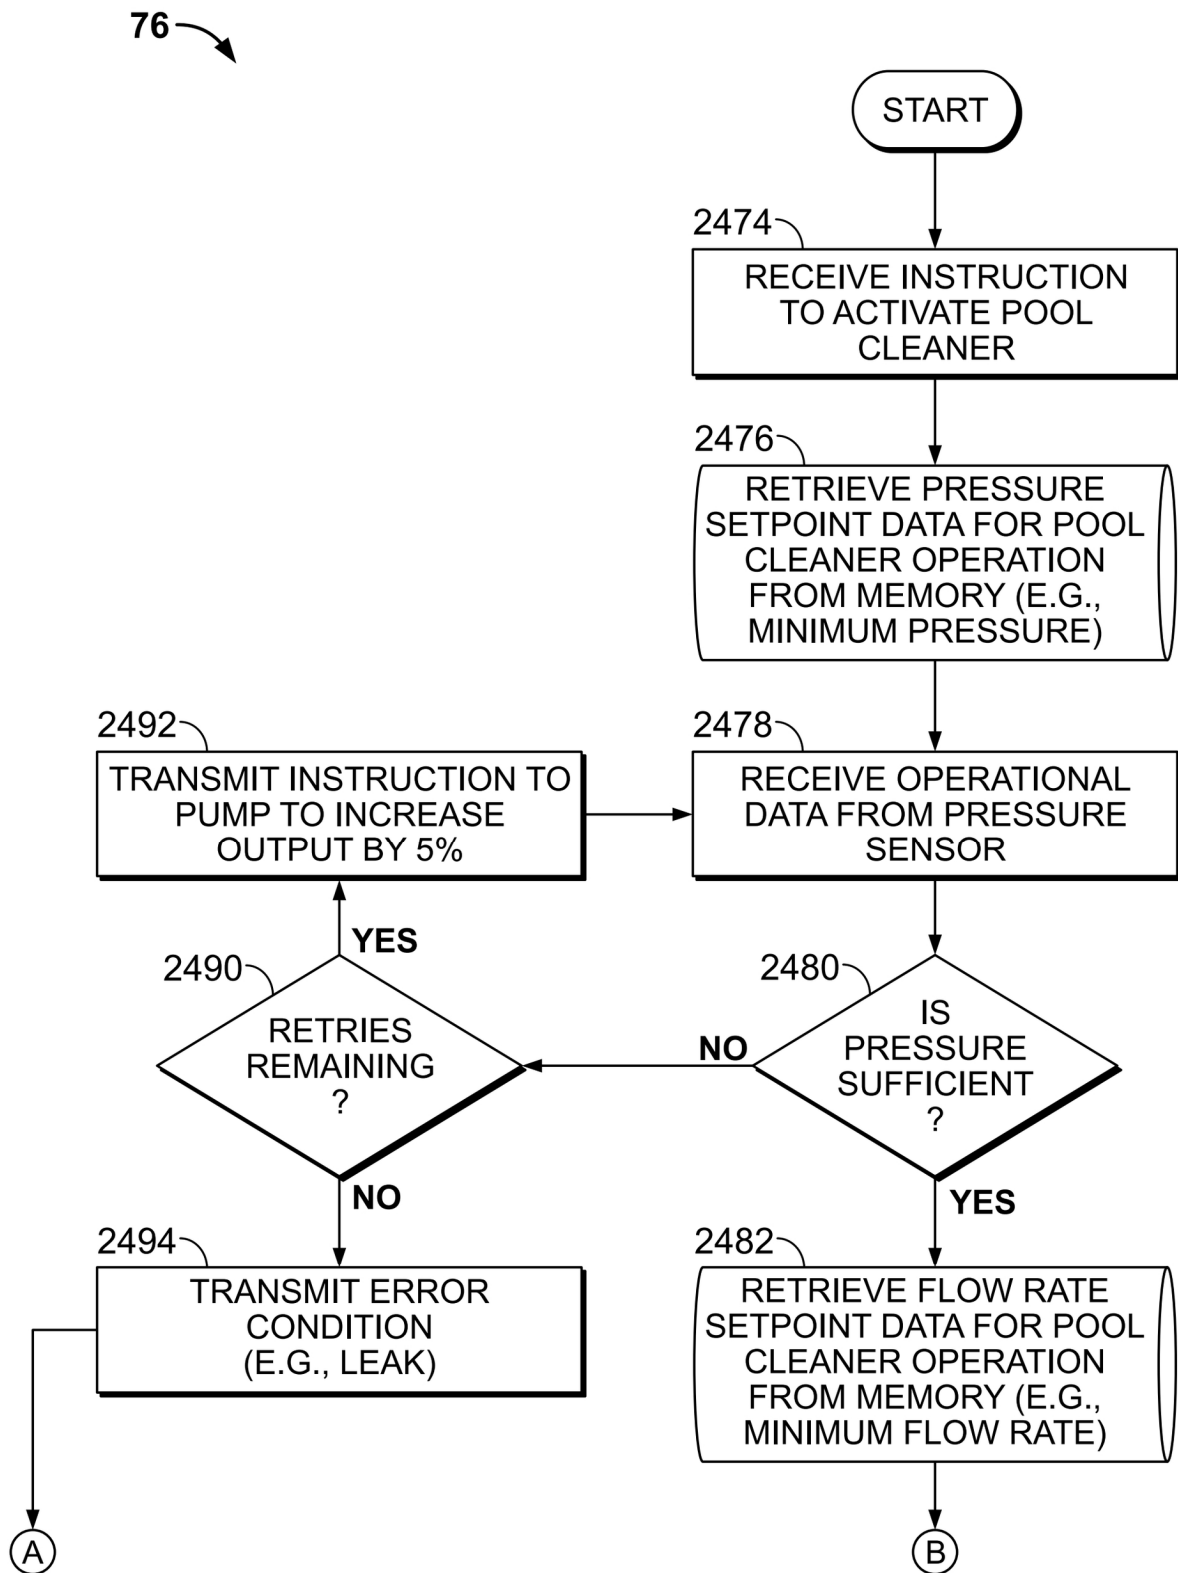 76
START
2474
RECEIVE INSTRUCTION
TO ACTIVATE POOL
CLEANER
2476
RETRIEVE PRESSURE
SETPOINT DATA FOR POOL
CLEANER OPERATION
FROM MEMORY (E.G.,
MINIMUM PRESSURE)
2492
TRANSMIT INSTRUCTION TO
PUMP TO INCREASE
OUTPUT BY 5%
2478
RECEIVE OPERATIONAL
DATA FROM PRESSURE
SENSOR
YES
2490
RETRIES
REMAINING
?
NO
2480
IS
PRESSURE
SUFFICIENT
?
NO
YES
2494
TRANSMIT ERROR
CONDITION
(E.G., LEAK)
2482
RETRIEVE FLOW RATE
SETPOINT DATA FOR POOL
CLEANER OPERATION
FROM MEMORY (E.G.,
MINIMUM FLOW RATE)
A
B